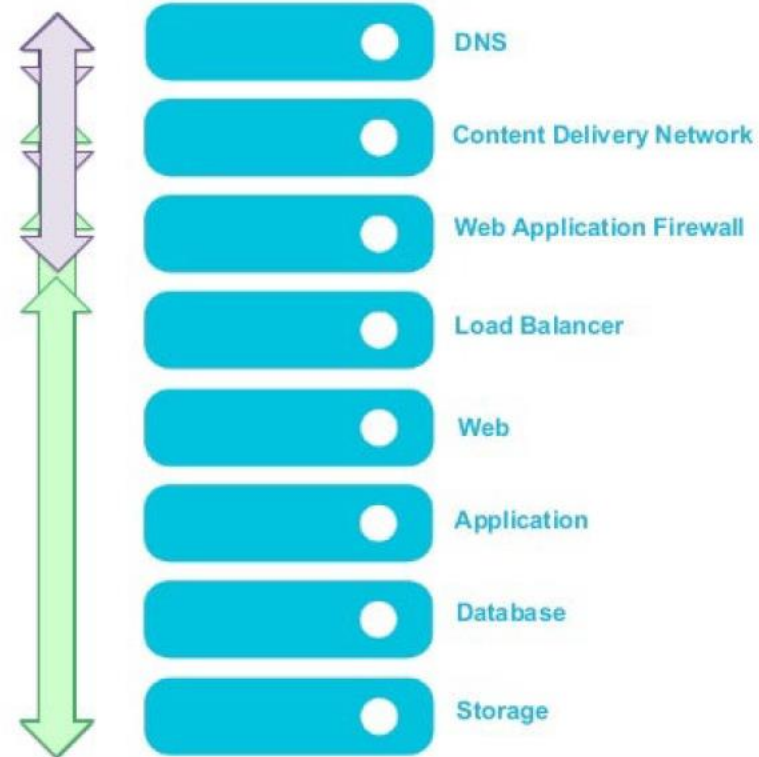 DNS
Content Delivery Network
Web Application Firewall
Load Balancer
Web
Application
Database
Storage